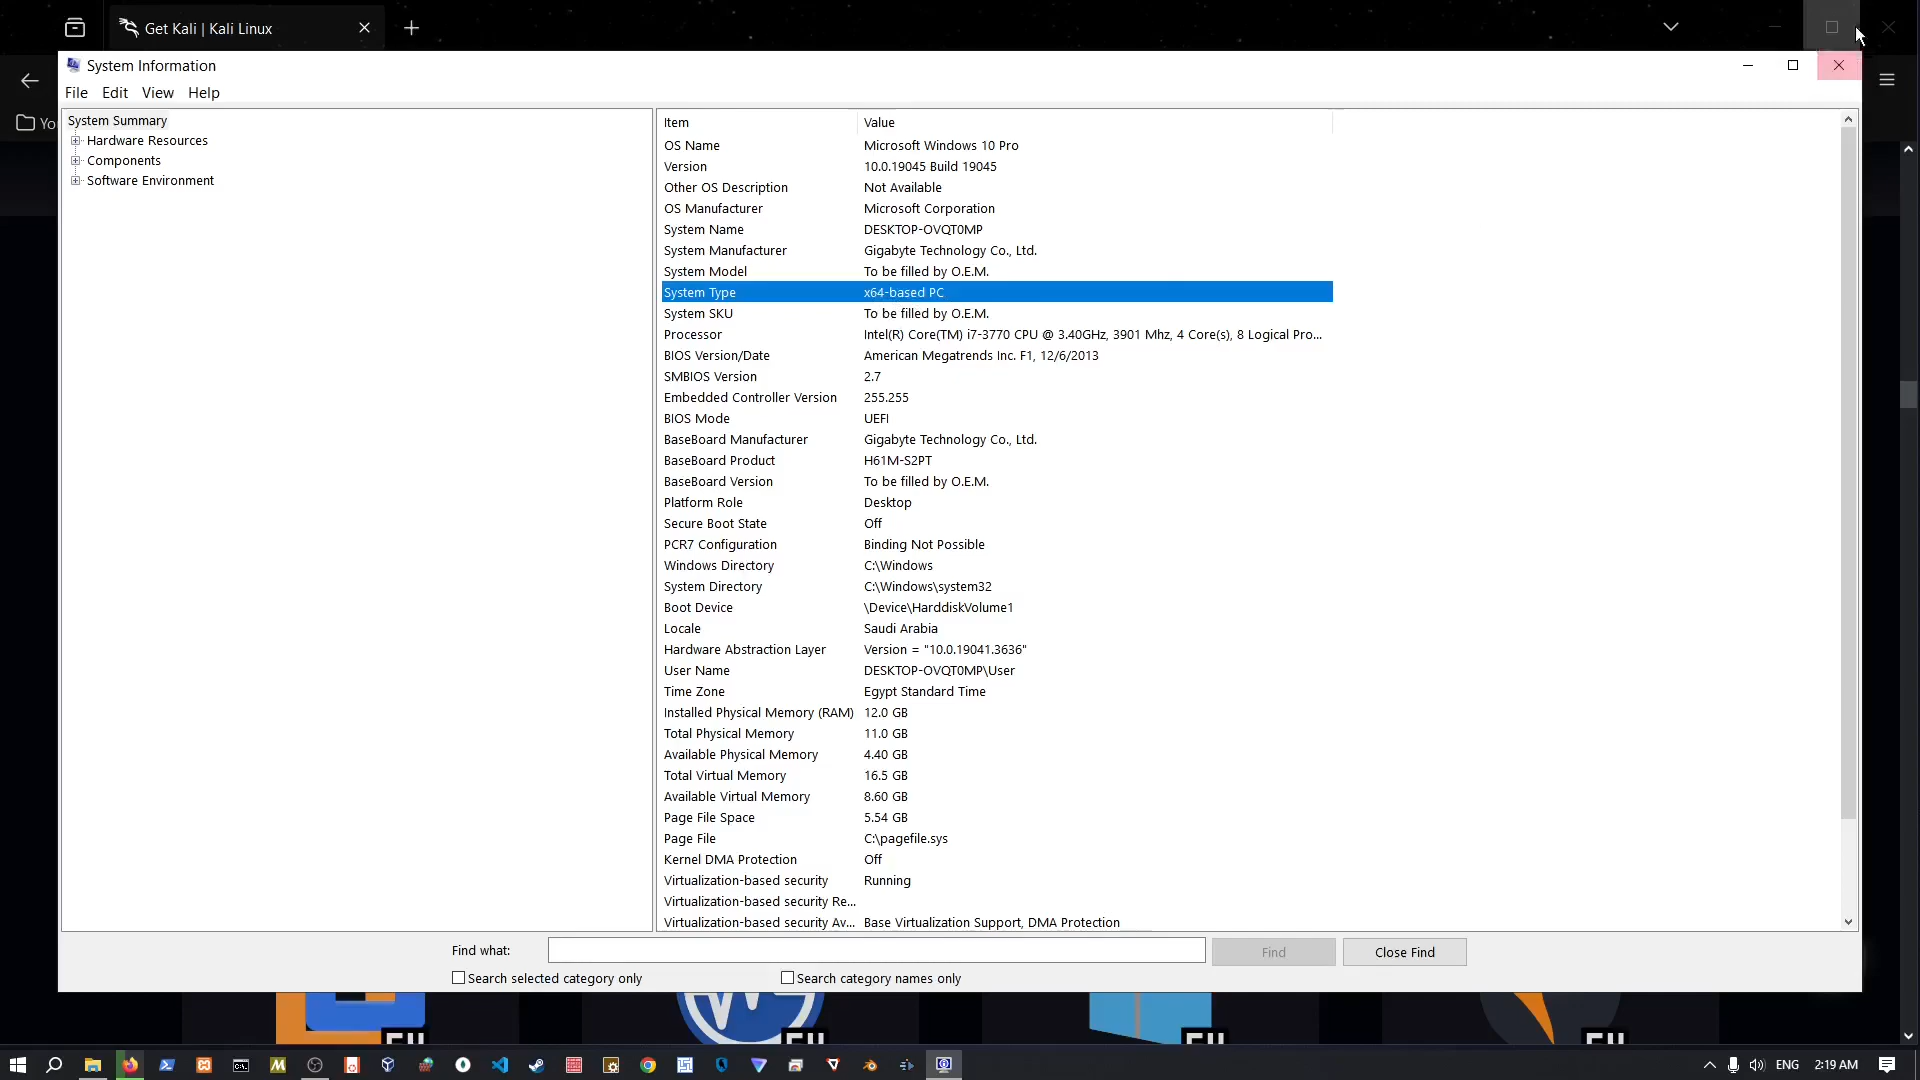 Get Kali | Kali Linux
System Information
File Edit View Help
Yo
System Summary
Hardware Resources
Components
Software Environment
Item Value
OS Name Microsoft Windows 10 Pro
Version 10.0.19045 Build 19045
Other OS Description Not Available
OS Manufacturer Microsoft Corporation
System Name DESKTOP-OVQT0MP
System Manufacturer Gigabyte Technology Co., Ltd.
System Model To be filled by O.E.M.
System Type x64-based PC
System SKU To be filled by O.E.M.
Processor Intel(R) Core(TM) i7-3770 CPU @ 3.40GHz, 3901 Mhz, 4 Core(s), 8 Logical Pro...
BIOS Version/Date American Megatrends Inc. F1, 12/6/2013
SMBIOS Version 2.7
Embedded Controller Version 255.255
BIOS Mode UEFI
BaseBoard Manufacturer Gigabyte Technology Co., Ltd.
BaseBoard Product H61M-S2PT
BaseBoard Version To be filled by O.E.M.
Platform Role Desktop
Secure Boot State Off
PCR7 Configuration Binding Not Possible
Windows Directory C:\Windows
System Directory C:\Windows\system32
Boot Device \Device\HarddiskVolume1
Locale Saudi Arabia
Hardware Abstraction Layer Version = "10.0.19041.3636"
User Name DESKTOP-OVQT0MP\User
Time Zone Egypt Standard Time
Installed Physical Memory (RAM) 12.0 GB
Total Physical Memory 11.0 GB
Available Physical Memory 4.40 GB
Total Virtual Memory 16.5 GB
Available Virtual Memory 8.60 GB
Page File Space 5.54 GB
Page File C:\pagefile.sys
Kernel DMA Protection Off
Virtualization-based security Running
Virtualization-based security Re...
Virtualization-based security Av... Base Virtualization Support, DMA Protection
Find what: Find Close Find
Search selected category only Search category names only
ENG 2:19 AM